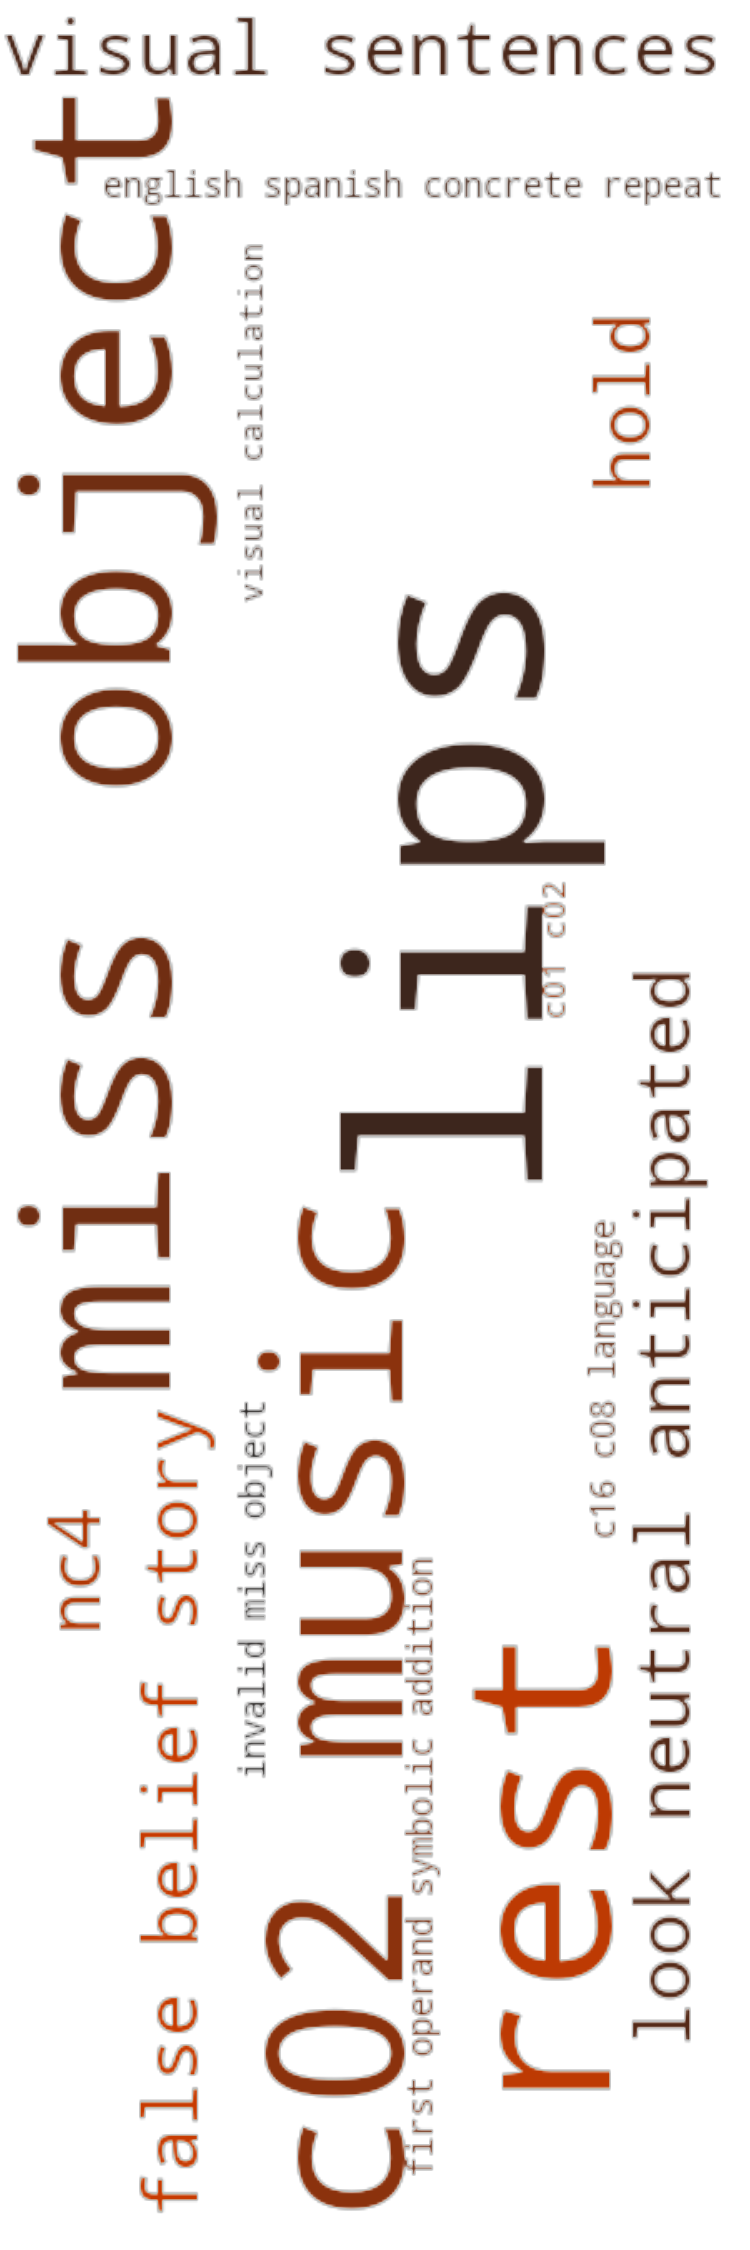 visual sentences
english spanish concrete repeat
miss object
visual calculation
hold
lips
c01 c02
look neutral anticipated
c16 c08 language
c02 music
invalid miss object
false belief story
nc4
first operand symbolic addition
rest